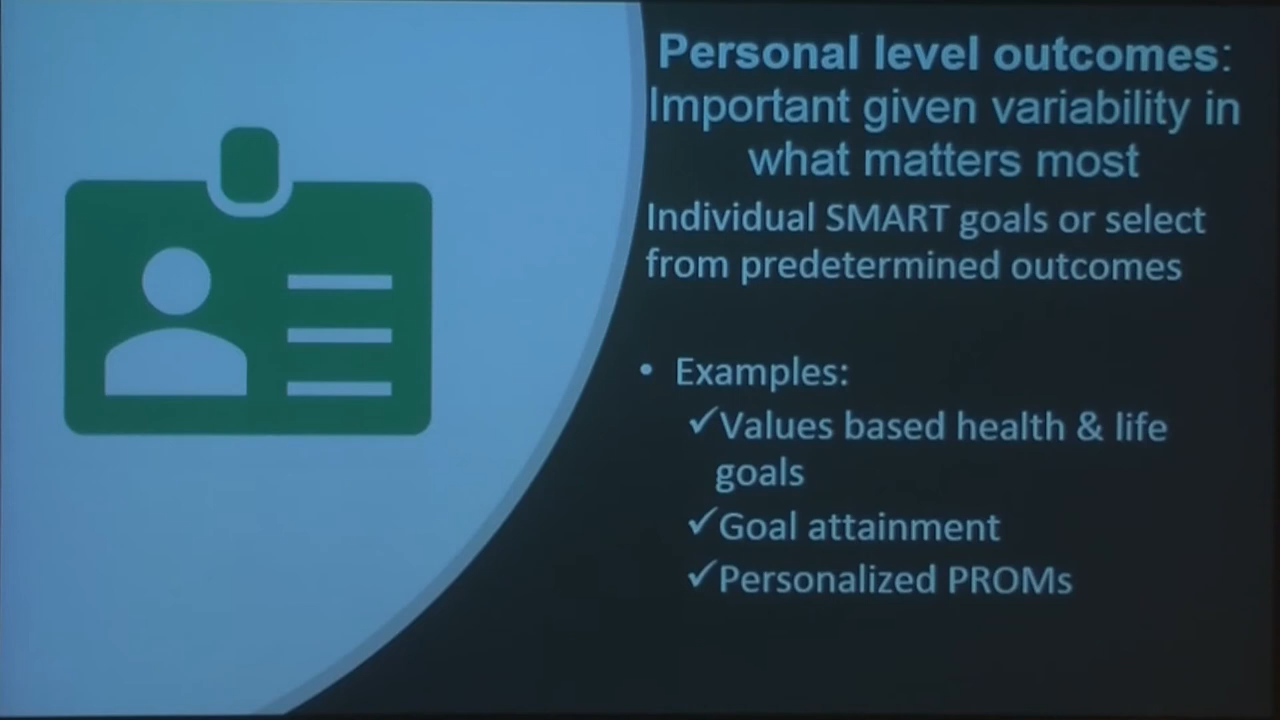 Personal level outcomes:
Important given variability in
what matters most
Individual SMART goals or select
from predetermined outcomes
• Examples:
✓Values based health & life
goals
✓Goal attainment
✓Personalized PROMs